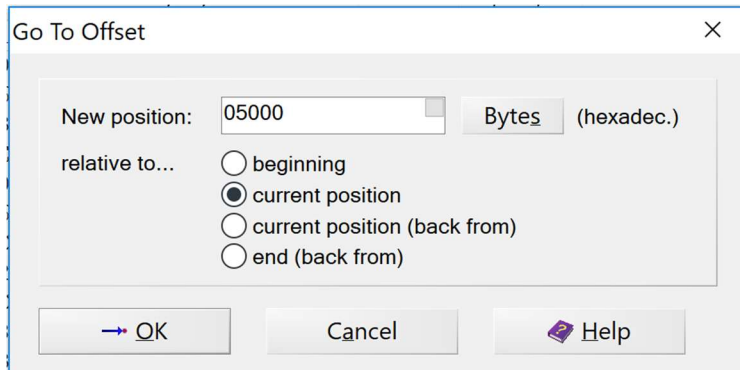 Go To Offset
New position: 05000 Bytes (hexadec.)
relative to... beginning
current position
current position (back from)
end (back from)
OK Cancel Help